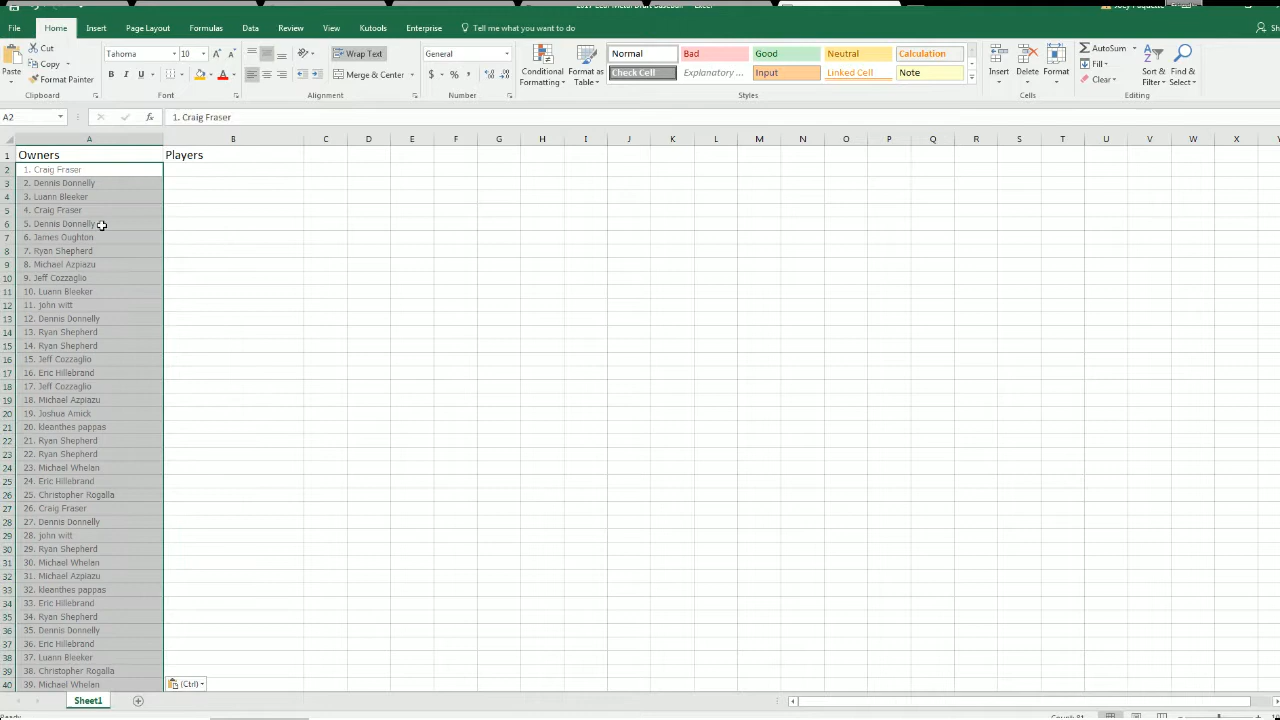 File Home Insert Page Layout Formulas Data Review View Kutools Enterprise Tell me what you want to do
Paste
Cut
Copy
Format Painter
Clipboard
Tahoma 10
B I U
Font
Wrap Text
Merge & Center
Alignment
General
$ % ,
Number
Conditional Formatting
Format as Table
Normal Bad Good Neutral Calculation
Check Cell Explanatory ... Input Linked Cell Note
Styles
Insert Delete Format
Cells
AutoSum
Fill
Clear
Sort & Filter
Find & Select
Editing
A2 fx 1. Craig Fraser
A B C D E F G H I J K L M N O P Q R S T U V W X
1 Owners Players
2 1. Craig Fraser
3 2. Dennis Donnelly
4 3. Luann Bleeker
5 4. Craig Fraser
6 5. Dennis Donnelly
7 6. James Oughton
8 7. Ryan Shepherd
9 8. Michael Azpiazu
10 9. Jeff Cozzaglio
11 10. Luann Bleeker
12 11. john witt
13 12. Dennis Donnelly
14 13. Ryan Shepherd
15 14. Ryan Shepherd
16 15. Jeff Cozzaglio
17 16. Eric Hillebrand
18 17. Jeff Cozzaglio
19 18. Michael Azpiazu
20 19. Joshua Amick
21 20. kleanthes pappas
22 21. Ryan Shepherd
23 22. Ryan Shepherd
24 23. Michael Whelan
25 24. Eric Hillebrand
26 25. Christopher Rogalla
27 26. Craig Fraser
28 27. Dennis Donnelly
29 28. john witt
30 29. Ryan Shepherd
31 30. Michael Whelan
32 31. Michael Azpiazu
33 32. kleanthes pappas
34 33. Eric Hillebrand
35 34. Ryan Shepherd
36 35. Dennis Donnelly
37 36. Eric Hillebrand
38 37. Luann Bleeker
39 38. Christopher Rogalla
40 39. Michael Whelan
(Ctrl)
Sheet1